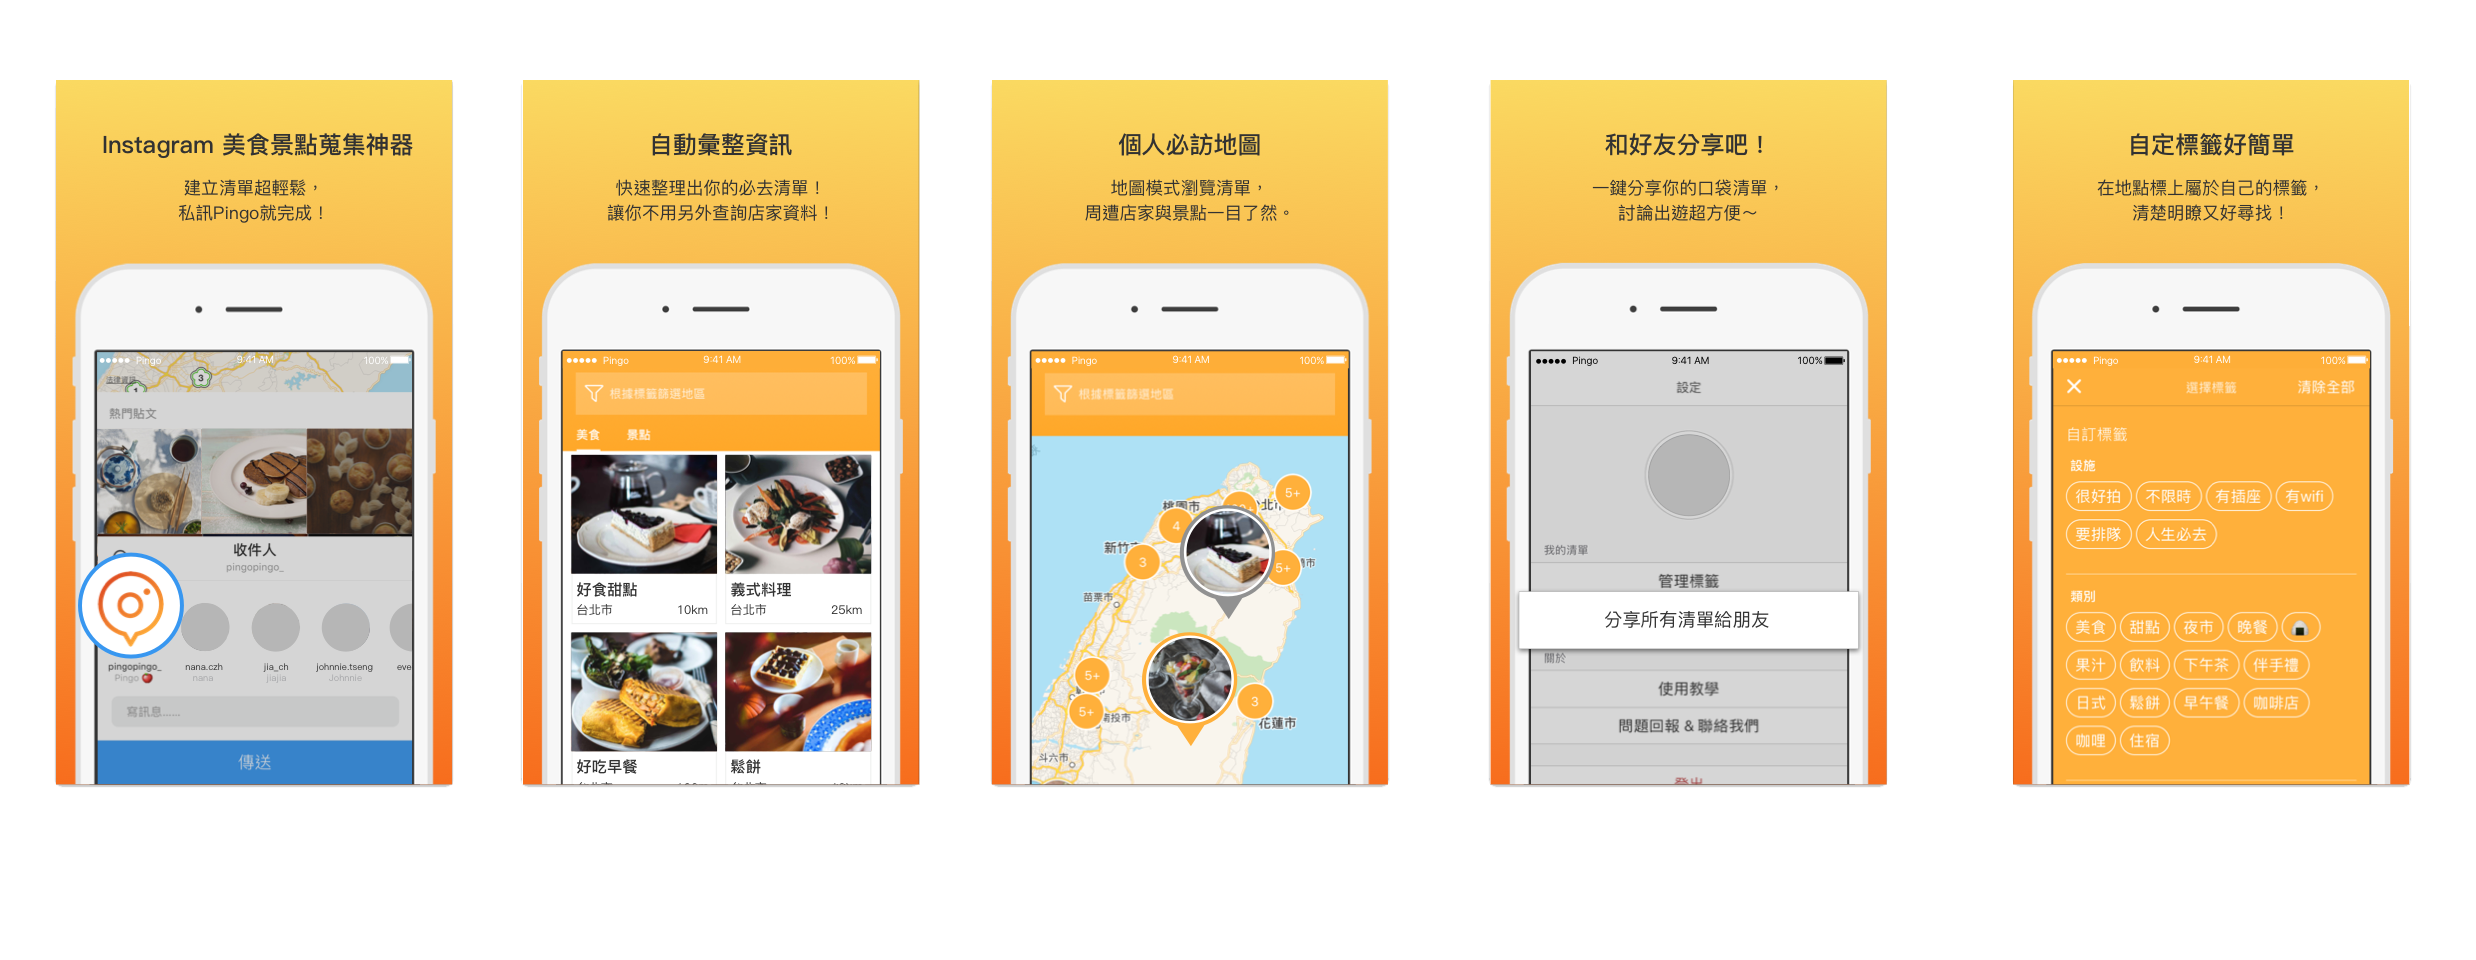 Instagram 美食景點蒐集神器
建立清單超輕鬆，
私訊Pingo就完成！
Pingo 9:41 AM 100%
法律資訊
1
3
熱門貼文
收件人
pingopingo_
pingopingo_ nana.czh jia_ch johnnie.tseng eve
Pingo nana jiajia Johnnie
寫訊息......
傳送
自動彙整資訊
快速整理出你的必去清單！
讓你不用另外查詢店家資料！
Pingo 9:41 AM 100%
根據標籤篩選地區
美食 景點
好食甜點 義式料理
台北市 10km 台北市 25km
好吃早餐 鬆餅
個人必訪地圖
地圖模式瀏覽清單，
周遭店家與景點一目了然。
Pingo 9:41 AM 100%
根據標籤篩選地區
5+
桃園市
4
新竹
3
5+
苗栗市
5+
5+
南投市
3
花蓮市
斗六市
和好友分享吧！
一鍵分享你的口袋清單，
討論出遊超方便～
Pingo 9:41 AM 100%
設定
我的清單
管理標籤
分享所有清單給朋友
關於
使用教學
問題回報 & 聯絡我們
登出
自定標籤好簡單
在地點標上屬於自己的標籤，
清楚明瞭又好尋找！
Pingo 9:41 AM 100%
選擇標籤 清除全部
自訂標籤
設施
很好拍 不限時 有插座 有wifi
要排隊 人生必去
類別
美食 甜點 夜市 晚餐
果汁 飲料 下午茶 伴手禮
日式 鬆餅 早午餐 咖啡店
咖哩 住宿